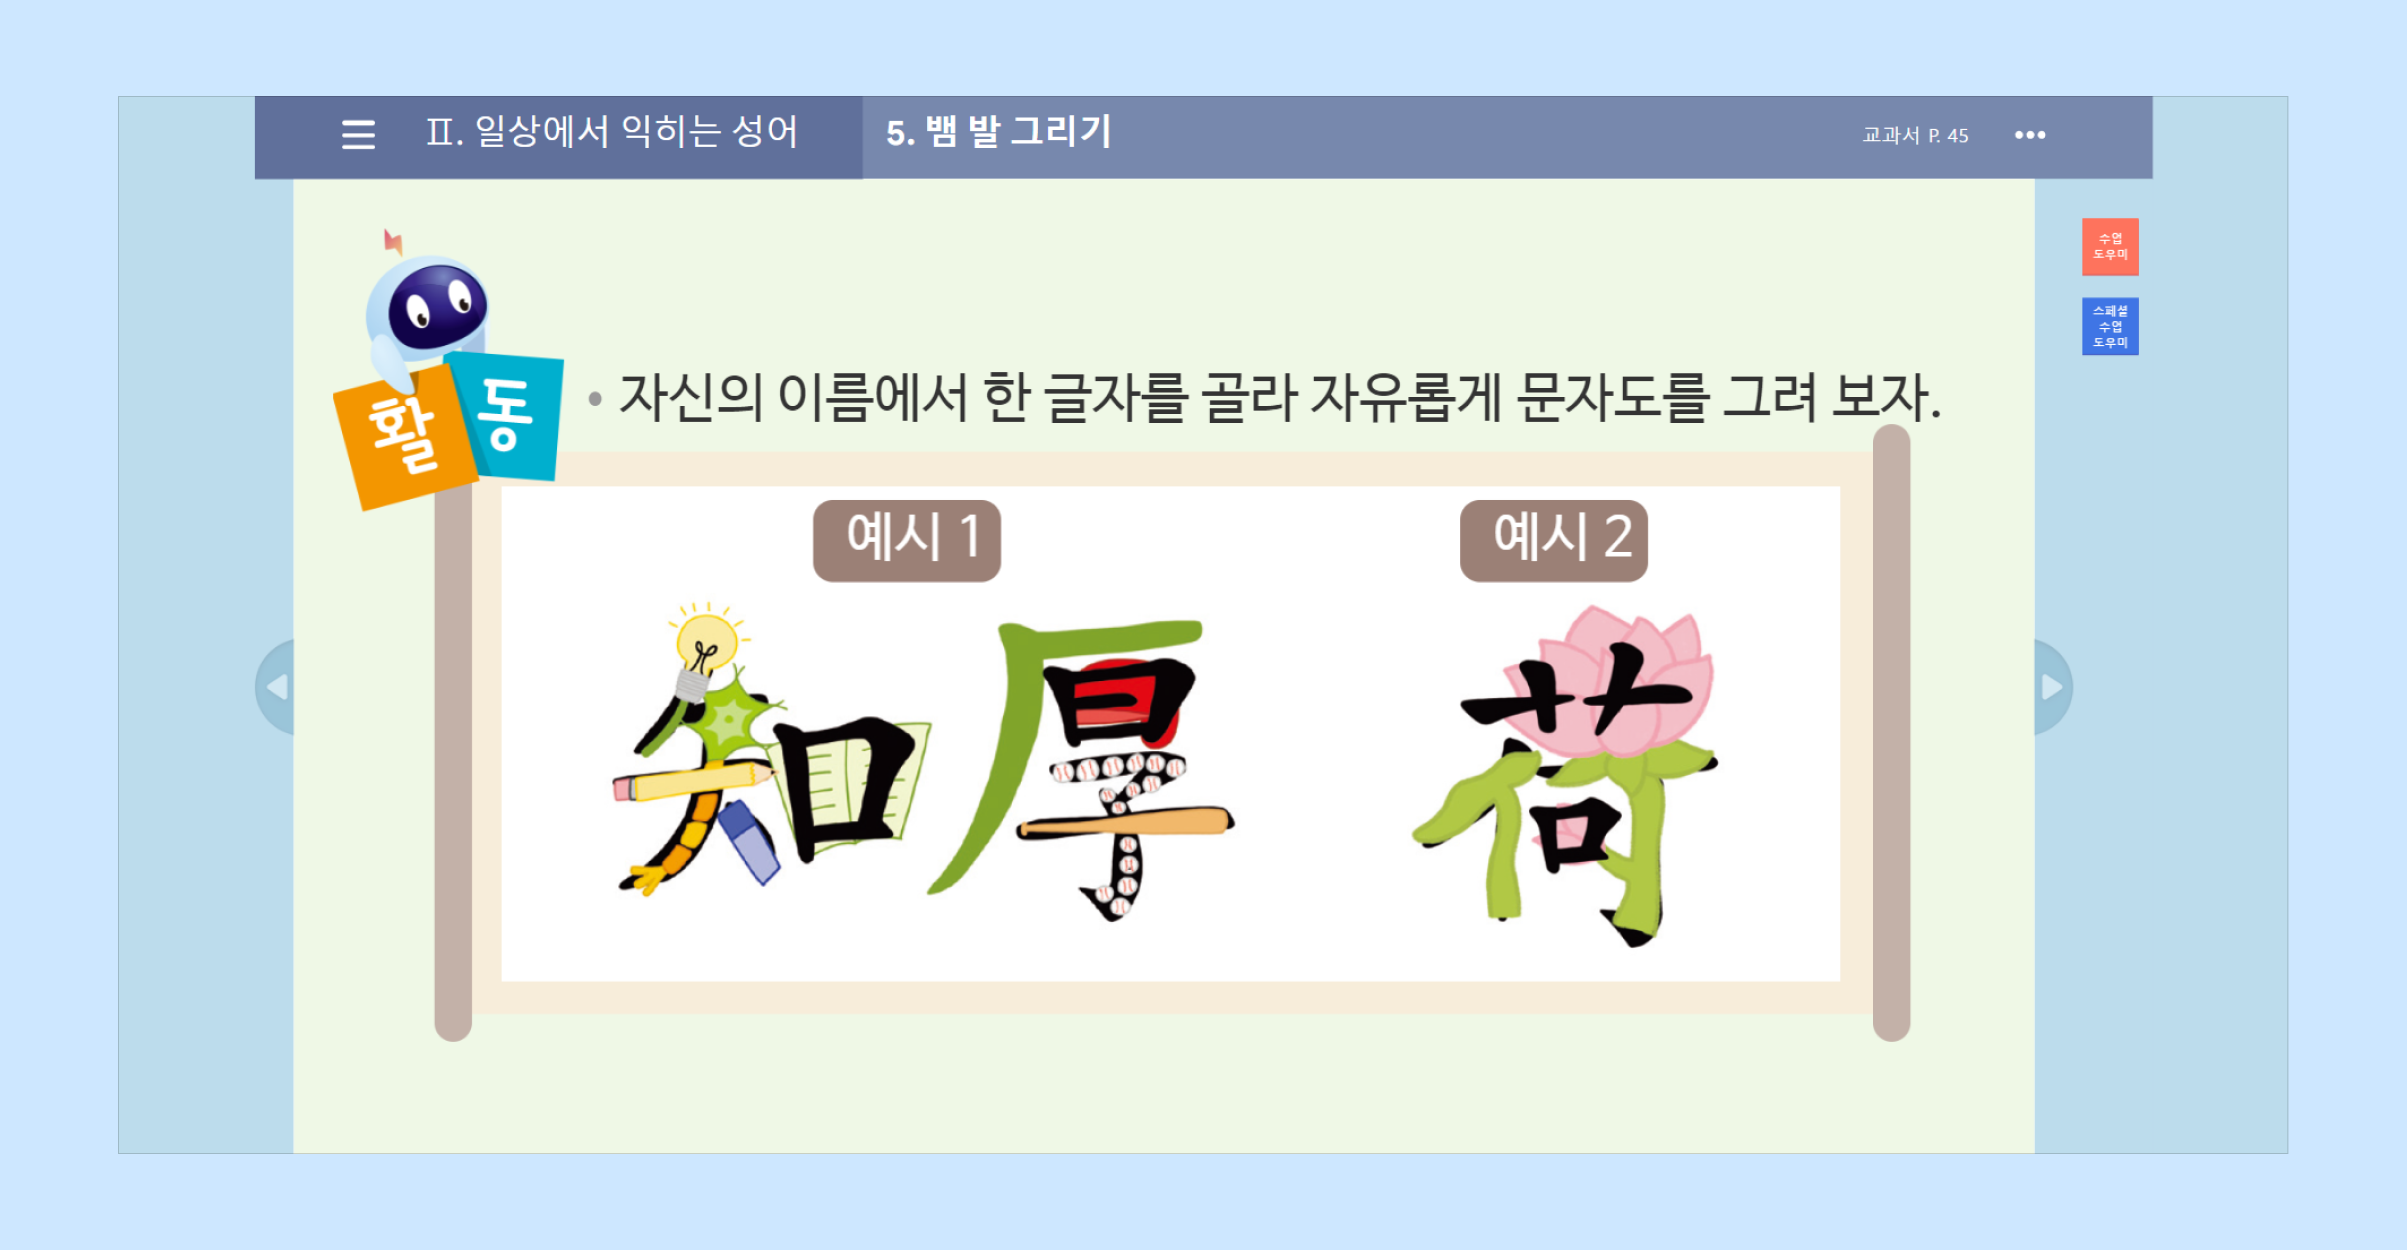 Ⅱ. 일상에서 익히는 성어
5. 뱀 발 그리기
교과서 P. 45
수업
도우미
스페셜
수업
도우미
활동
• 자신의 이름에서 한 글자를 골라 자유롭게 문자도를 그려 보자.
예시 1
예시 2
知厚
荷